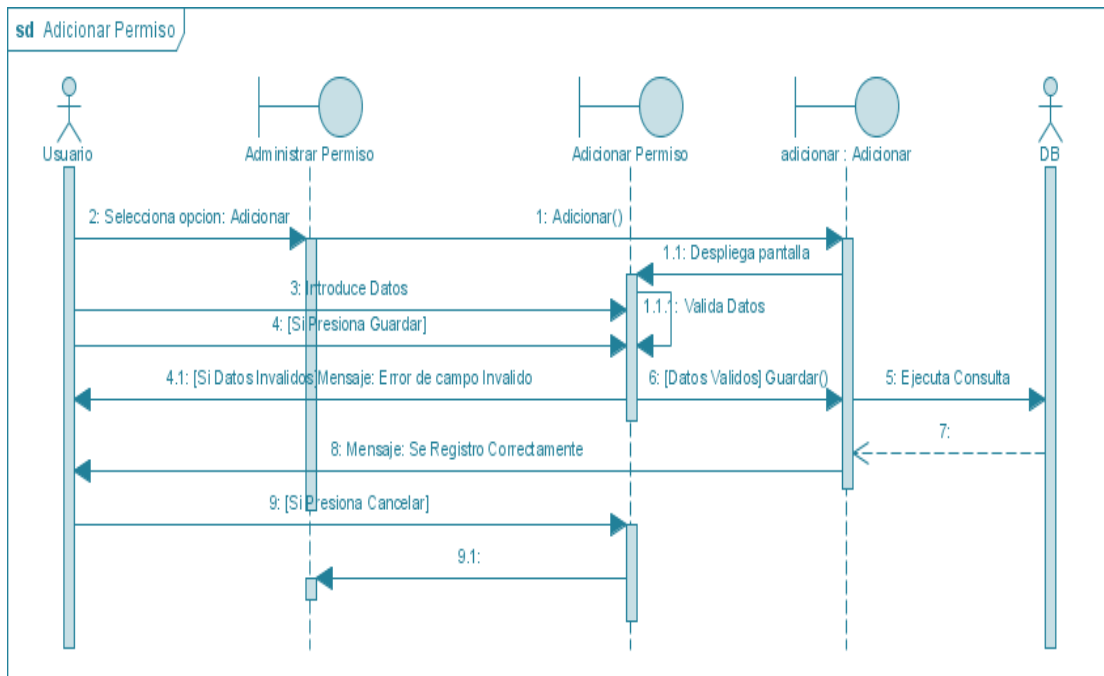 sd Adicionar Permiso
Usuario
Administrar Permiso
Adicionar Permiso
adicionar : Adicionar
DB
2: Selecciona opcion: Adicionar
1: Adicionar()
1.1: Despliega pantalla
3: Introduce Datos
1.1.1: Valida Datos
4: [Si Presiona Guardar]
4.1: [Si Datos Invalidos]Mensaje: Error de campo Invalido
6: [Datos Validos] Guardar()
5: Ejecuta Consulta
7:
8: Mensaje: Se Registro Correctamente
9: [Si Presiona Cancelar]
9.1: